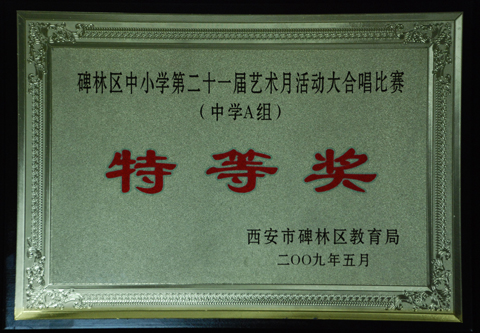 碑林区中小学第二十一届艺术月活动大合唱比赛
（中学A组）
特等奖
西安市碑林区教育局
二〇〇九年五月